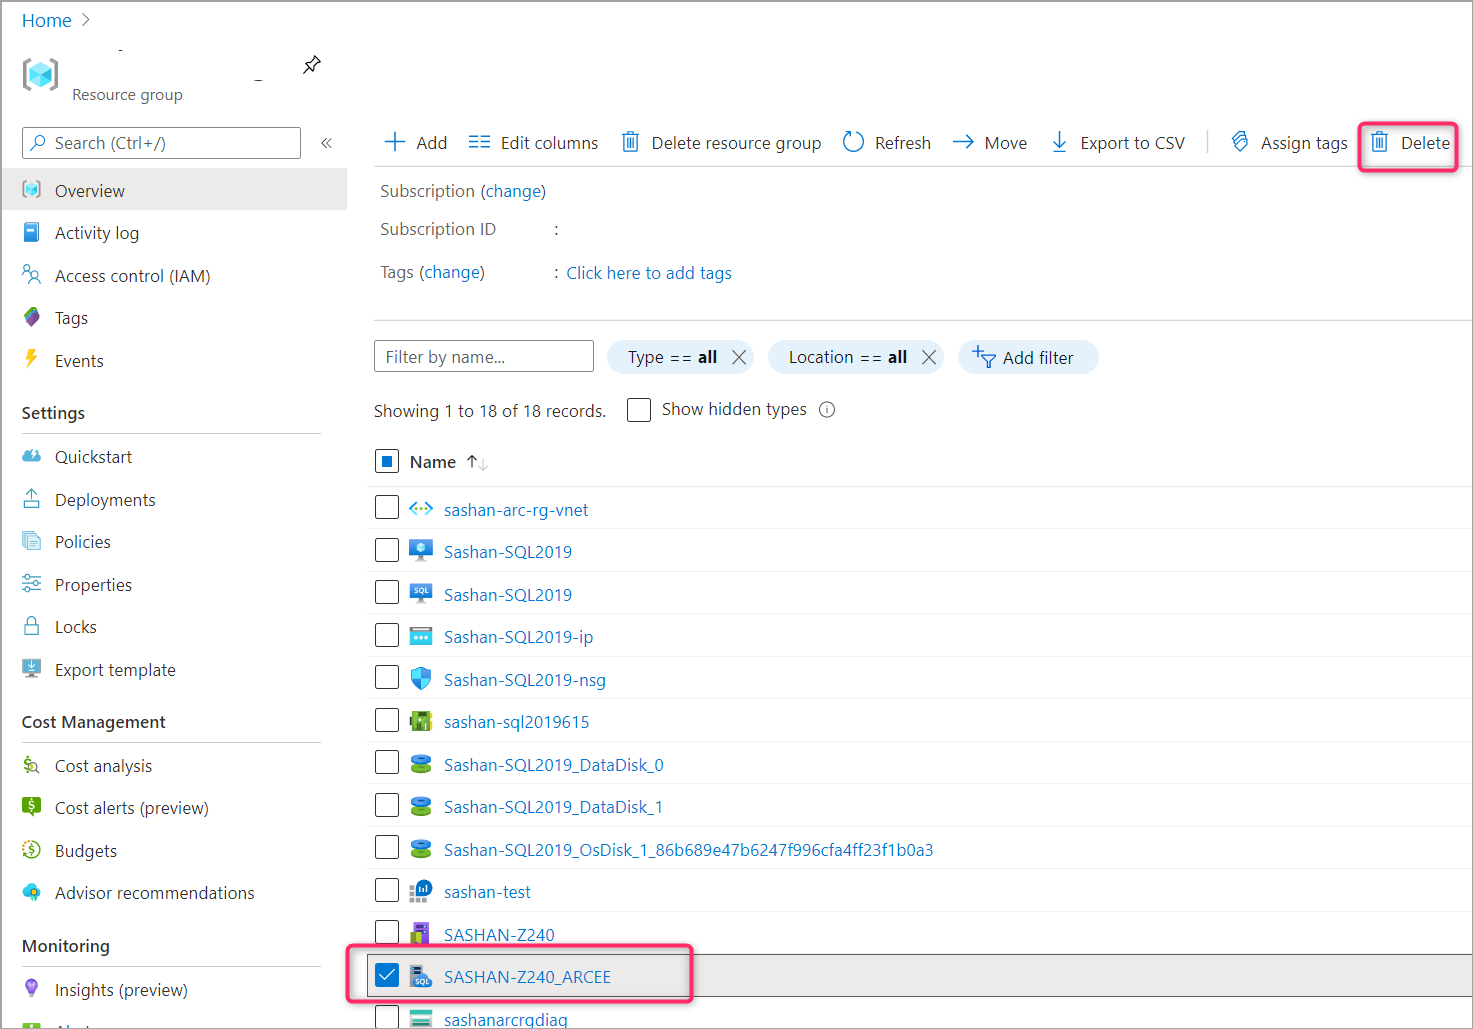 Home
Resource group
Search (Ctrl+/)
«
Overview
Activity log
Access control (IAM)
Tags
Events
Settings
Quickstart
Deployments
Policies
Properties
Locks
Export template
Cost Management
Cost analysis
Cost alerts (preview)
Budgets
Advisor recommendations
Monitoring
Insights (preview)
Add Edit columns Delete resource group Refresh Move Export to CSV Assign tags Delete
Subscription (change)
Subscription ID :
Tags (change) : Click here to add tags
Filter by name... Type == all Location == all Add filter
Showing 1 to 18 of 18 records. Show hidden types
Name
sashan-arc-rg-vnet
Sashan-SQL2019
SQL Sashan-SQL2019
Sashan-SQL2019-ip
Sashan-SQL2019-nsg
sashan-sql2019615
Sashan-SQL2019_DataDisk_0
Sashan-SQL2019_DataDisk_1
Sashan-SQL2019_OsDisk_1_86b689e47b6247f996cfa4ff23f1b0a3
sashan-test
SASHAN-Z240
SQL SASHAN-Z240_ARCEE
sashanarcrgdiag